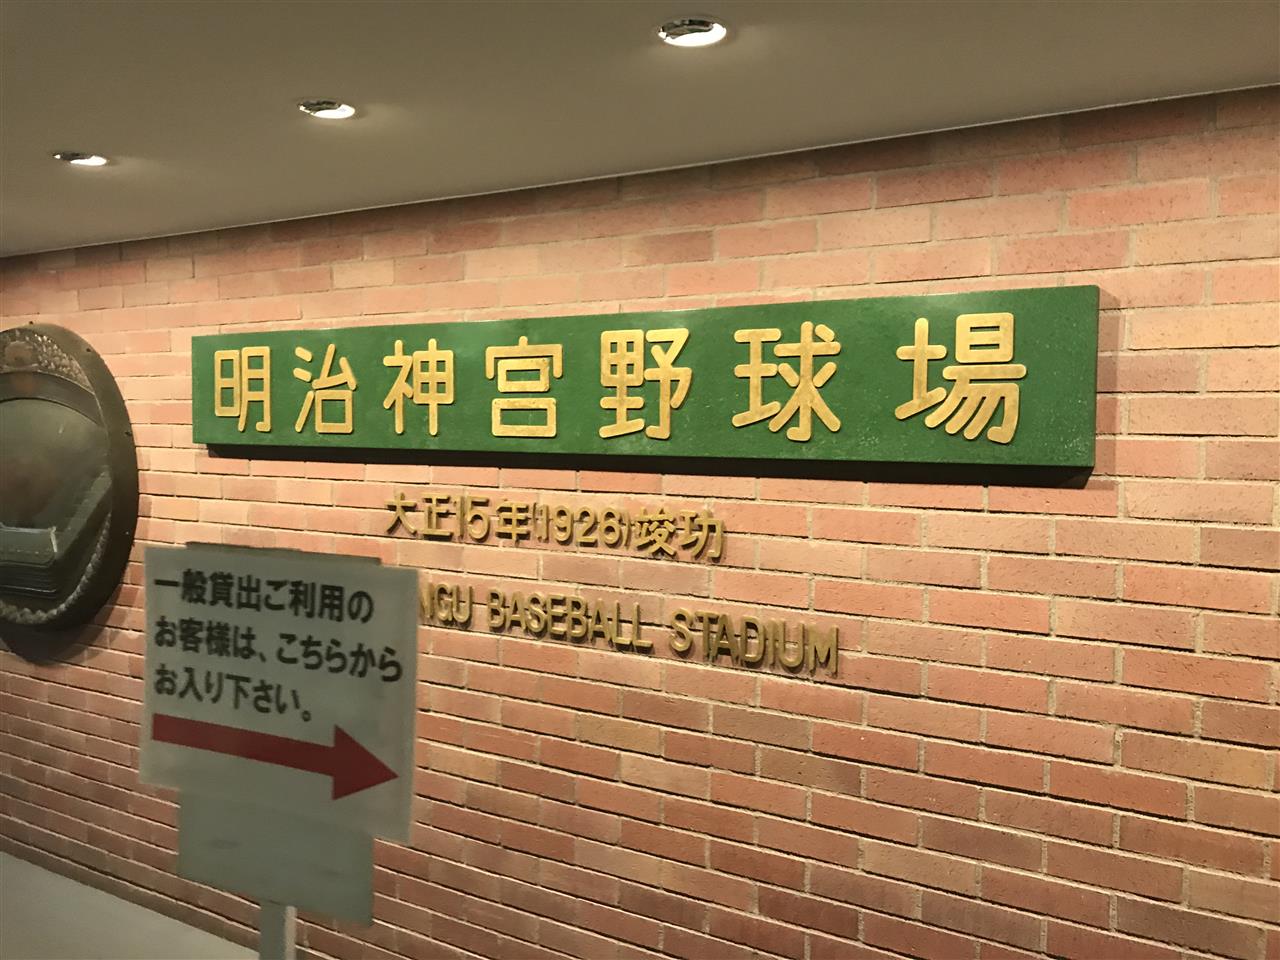 明治神宮野球場
大正15年(1926)竣功
NGU BASEBALL STADIUM
一般貸出ご利用の
お客様は、こちらから
お入り下さい。